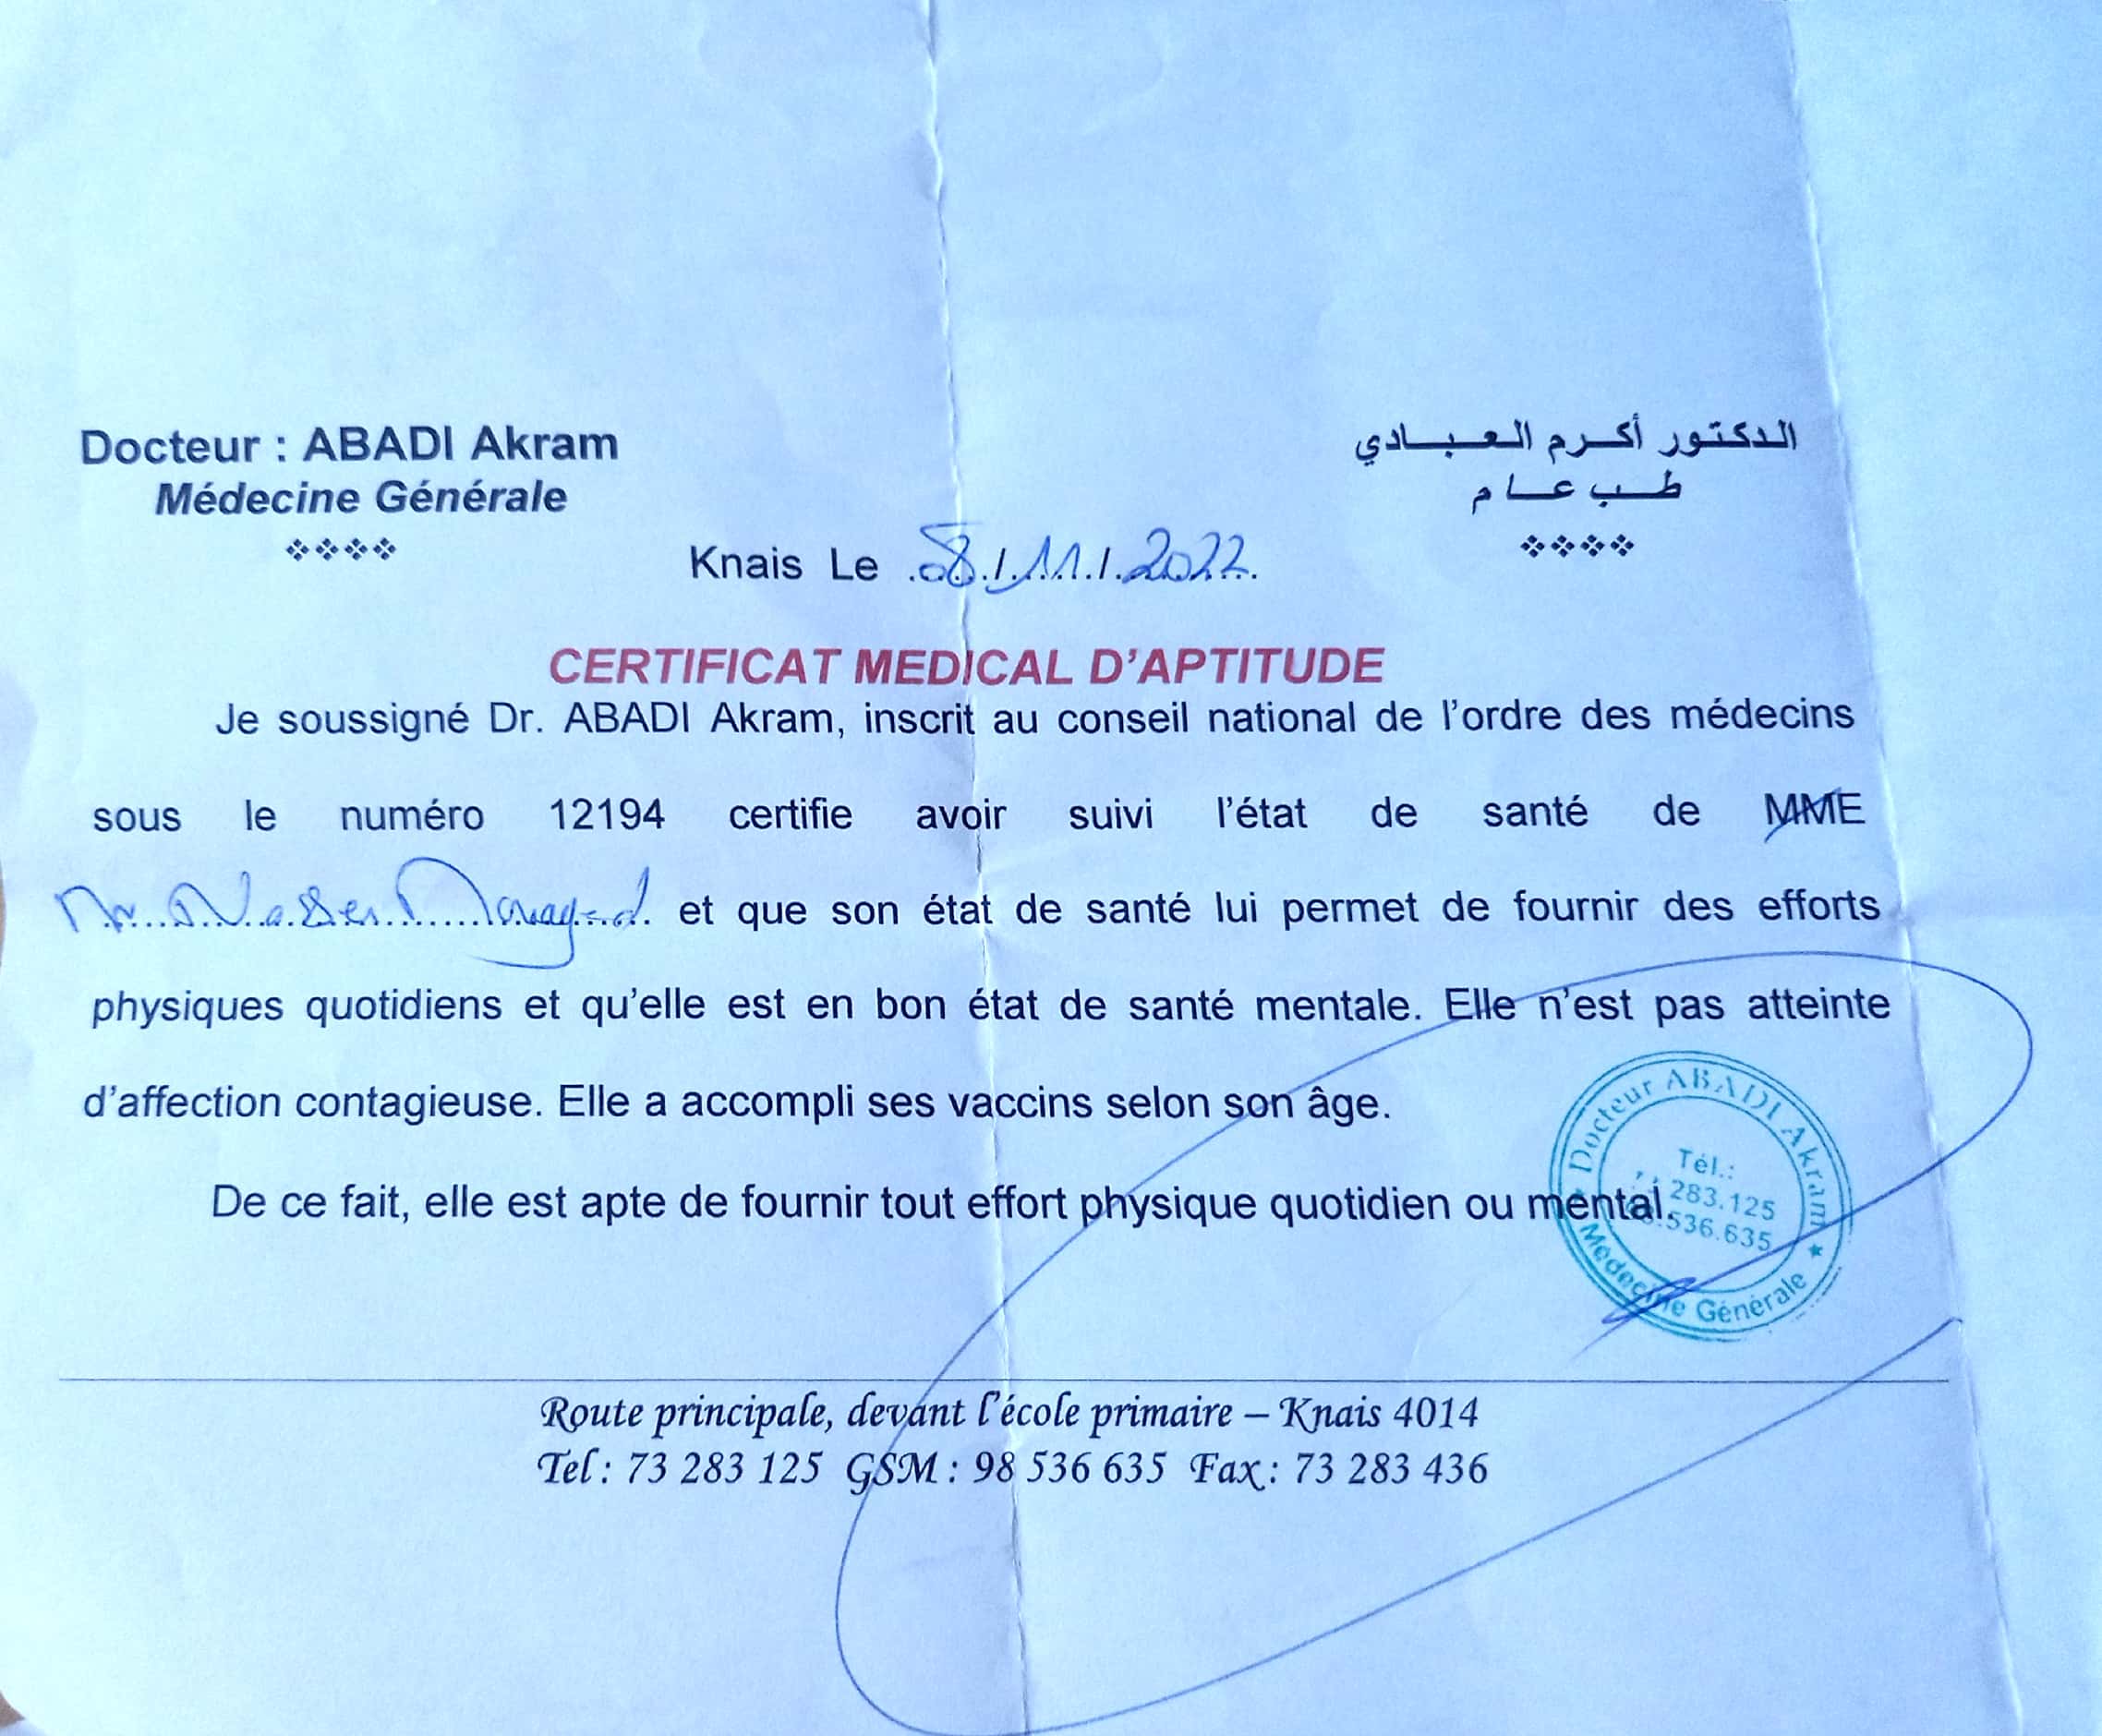 Docteur : ABADI Akram
Médecine Générale
الدكتور أكرم العبادي
طب عام
Knais Le 08/11/2022
CERTIFICAT MEDICAL D'APTITUDE
Je soussigné Dr. ABADI Akram, inscrit au conseil national de l'ordre des médecins
sous le numéro 12194 certifie avoir suivi l'état de santé de MME
Mr Nasser et que son état de santé lui permet de fournir des efforts
physiques quotidiens et qu'elle est en bon état de santé mentale. Elle n'est pas atteinte
d'affection contagieuse. Elle a accompli ses vaccins selon son âge.
De ce fait, elle est apte de fournir tout effort physique quotidien ou mental.
Docteur ABADI Akram
Tél.:
283.125
536.635
Médecine Générale
Route principale, devant l'école primaire – Knais 4014
Tel : 73 283 125 GSM : 98 536 635 Fax : 73 283 436